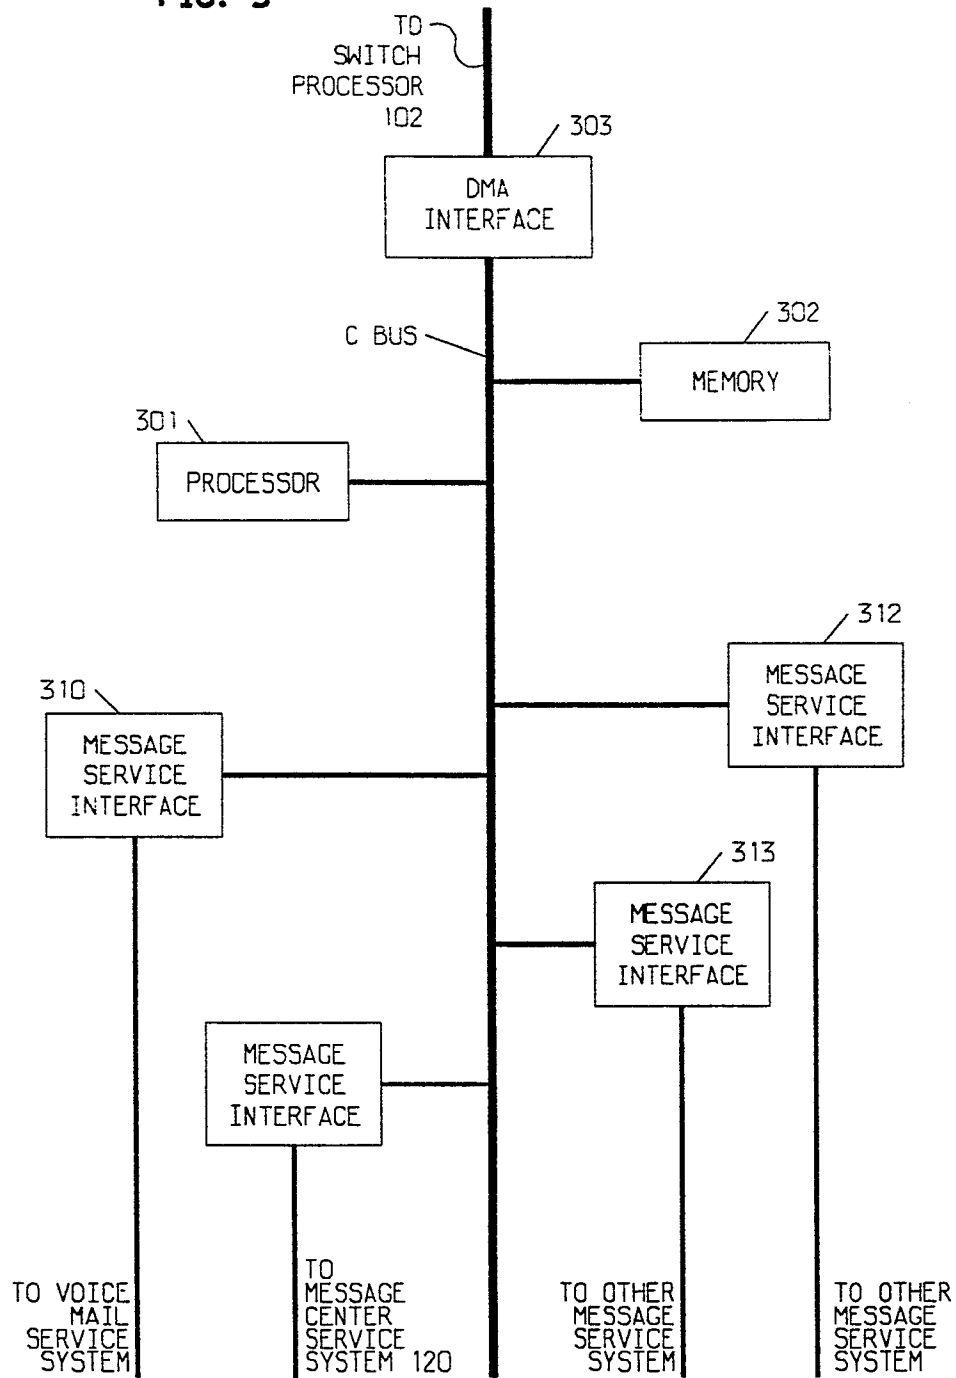 FIG. 3
TO
SWITCH
PROCESSOR
102
303
DMA
INTERFACE
C BUS
302
MEMORY
301
PROCESSOR
312
MESSAGE
SERVICE
INTERFACE
310
MESSAGE
SERVICE
INTERFACE
313
MESSAGE
SERVICE
INTERFACE
MESSAGE
SERVICE
INTERFACE
TO VOICE
MAIL
SERVICE
SYSTEM
TO
MESSAGE
CENTER
SERVICE
SYSTEM 120
TO OTHER
MESSAGE
SERVICE
SYSTEM
TO OTHER
MESSAGE
SERVICE
SYSTEM